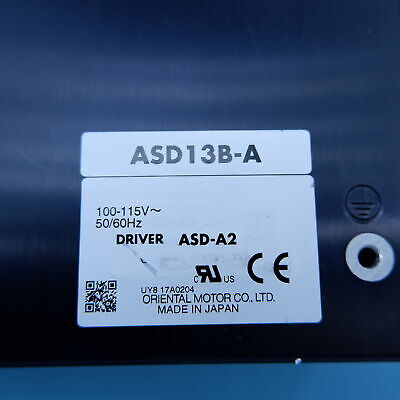 ASD13B-A
100-115V~
50/60Hz
DRIVER ASD-A2
C US CE
UY8 17A0204
ORIENTAL MOTOR CO., LTD.
MADE IN JAPAN